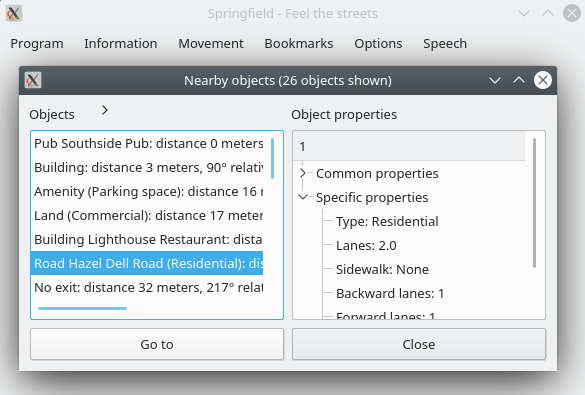 Springfield - Feel the streets
Program Information Movement Bookmarks Options Speech
Nearby objects (26 objects shown)
Objects
Object properties
Pub Southside Pub: distance 0 meters
Building: distance 3 meters, 90° relativ
Amenity (Parking space): distance 16
Land (Commercial): distance 17 meter
Building Lighthouse Restaurant: dista
Road Hazel Dell Road (Residential): dis
No exit: distance 32 meters, 217° relat
1
Common properties
Specific properties
Type: Residential
Lanes: 2.0
Sidewalk: None
Backward lanes: 1
Forward lanes: 1
Go to
Close